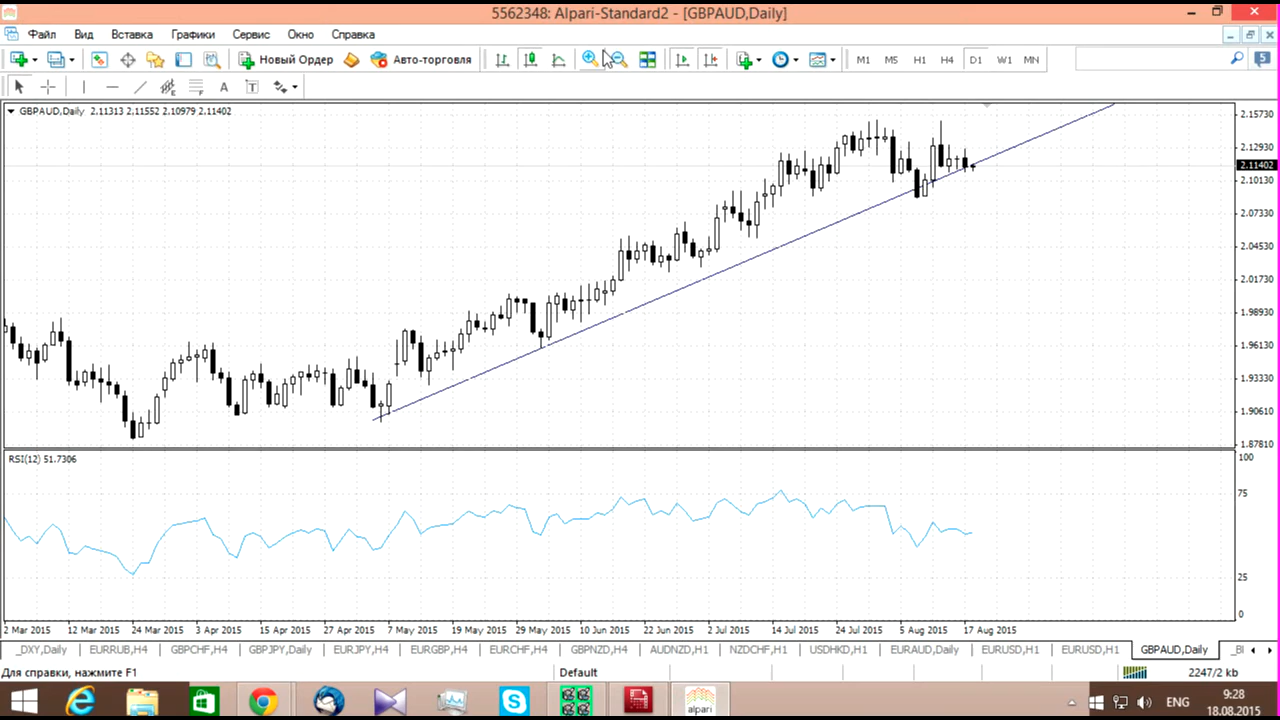 5562348: Alpari-Standard2 - [GBPAUD,Daily]
Файл Вид Вставка Графики Сервис Окно Справка
Новый Ордер Авто-торговля M1 M5 H1 H4 D1 W1 MN 5
A T
GBPAUD,Daily 2.11313 2.11552 2.10979 2.11402
2.15730
2.12930
2.11402
2.10130
2.07330
2.04530
2.01730
1.98930
1.96130
1.93330
1.90610
1.87810
RSI(12) 51.7306
100
75
25
0
2 Mar 2015 12 Mar 2015 24 Mar 2015 3 Apr 2015 15 Apr 2015 27 Apr 2015 7 May 2015 19 May 2015 29 May 2015 10 Jun 2015 22 Jun 2015 2 Jul 2015 14 Jul 2015 24 Jul 2015 5 Aug 2015 17 Aug 2015
_DXY,Daily EURRUB,H4 GBPCHF,H4 GBPJPY,Daily EURJPY,H4 EURGBP,H4 EURCHF,H4 GBPNZD,H4 AUDNZD,H1 NZDCHF,H1 USDHKD,H1 EURAUD,Daily EURUSD,H1 EURUSD,H1 GBPAUD,Daily
Для справки, нажмите F1 Default 2247/2 kb
alpari ENG 9:28
18.08.2015